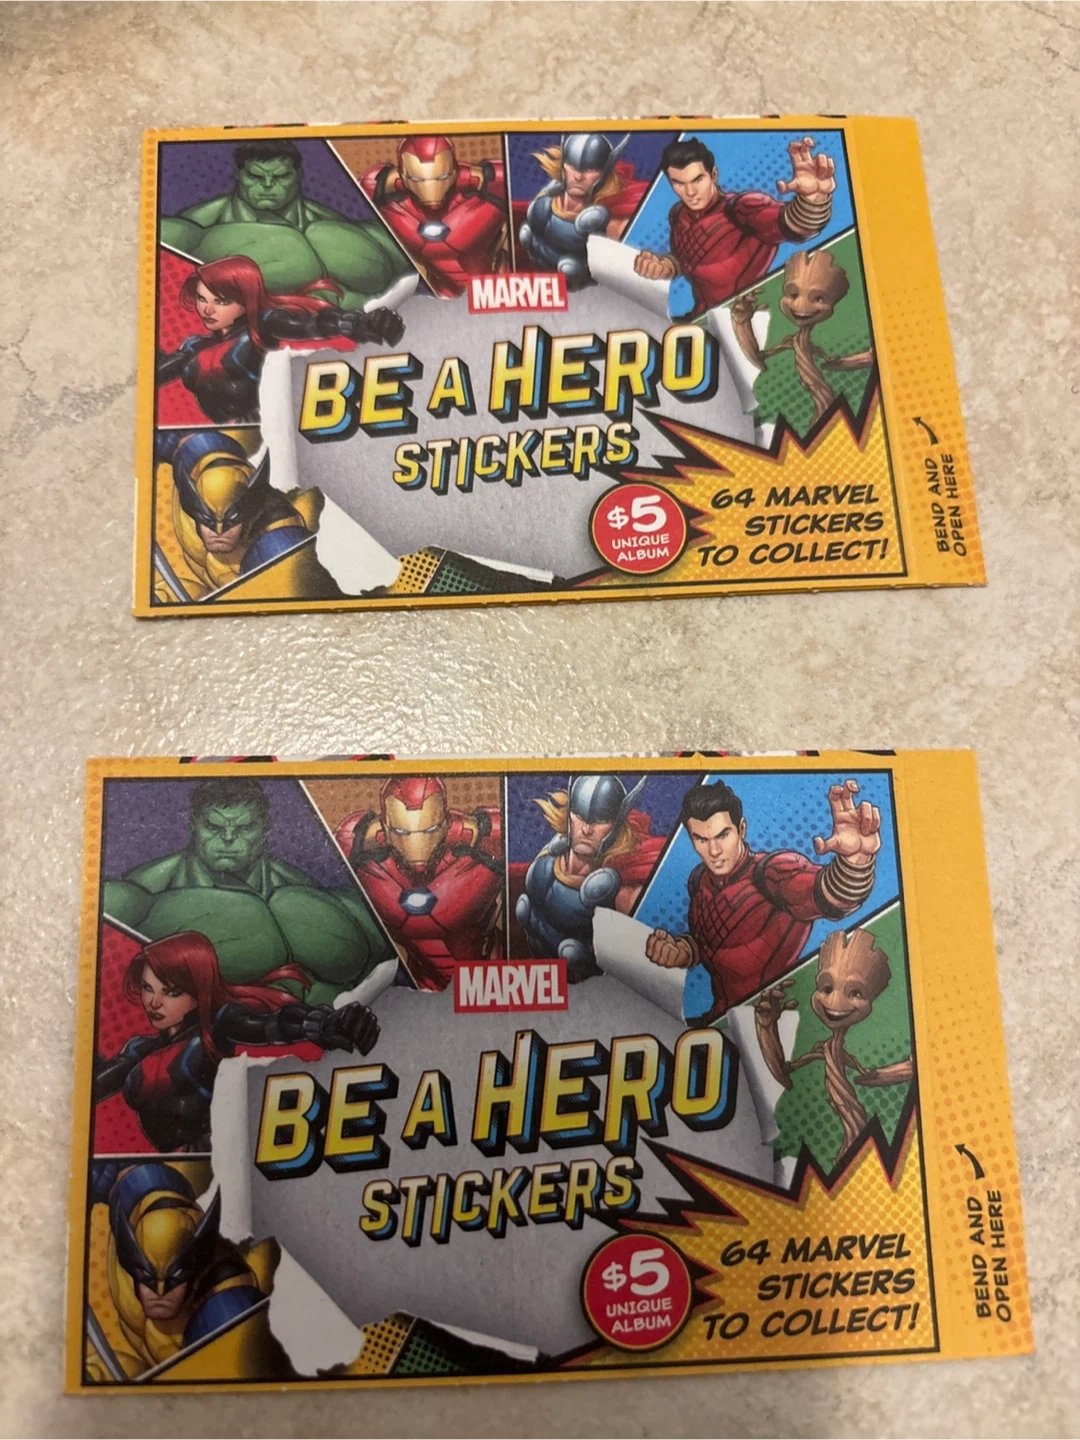 MARVEL
BE A HERO
STICKERS
$5
UNIQUE
ALBUM
64 MARVEL
STICKERS
TO COLLECT!
BEND AND
OPEN HERE
MARVEL
BE A HERO
STICKERS
$5
UNIQUE
ALBUM
64 MARVEL
STICKERS
TO COLLECT!
BEND AND
OPEN HERE